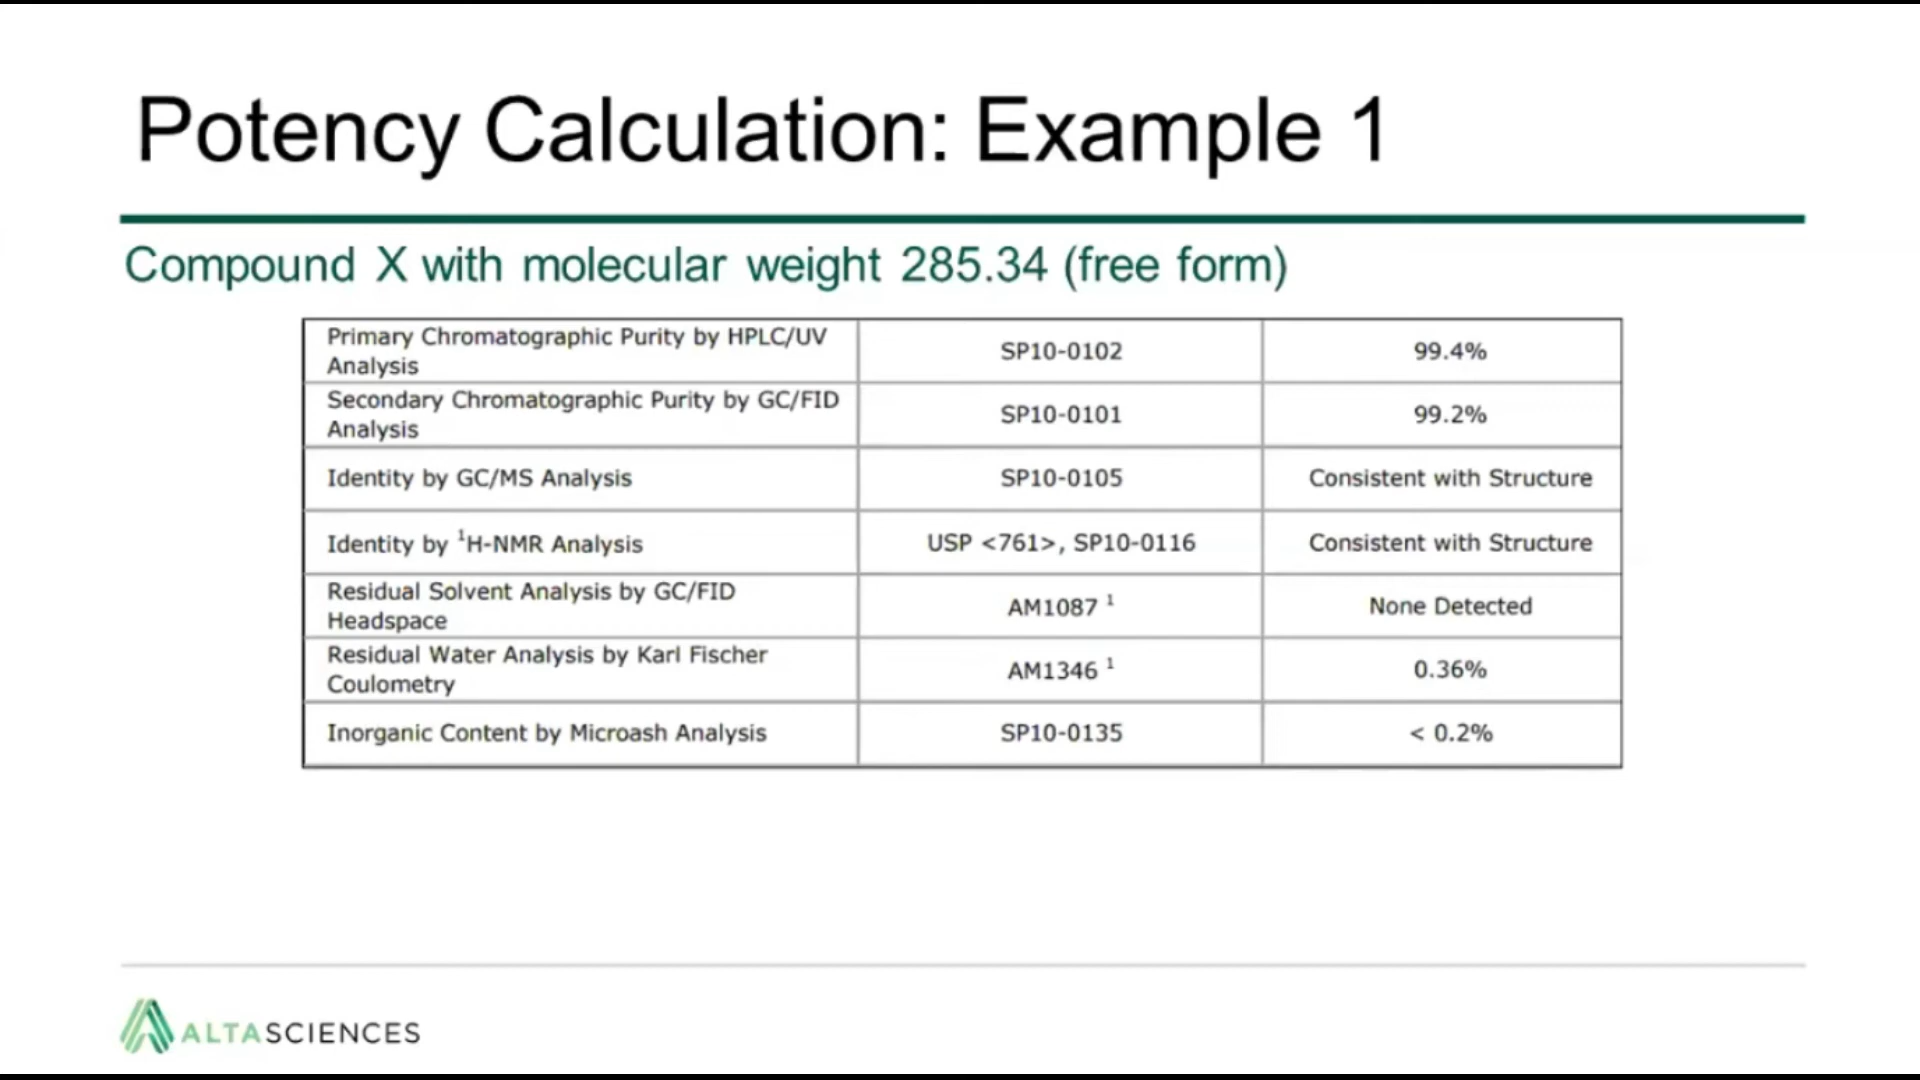 Potency Calculation: Example 1
Compound X with molecular weight 285.34 (free form)
Primary Chromatographic Purity by HPLC/UV
Analysis
SP10-0102
99.4%
Secondary Chromatographic Purity by GC/FID
Analysis
SP10-0101
99.2%
Identity by GC/MS Analysis
SP10-0105
Consistent with Structure
Identity by ¹H-NMR Analysis
USP <761>, SP10-0116
Consistent with Structure
Residual Solvent Analysis by GC/FID
Headspace
AM1087 ¹
None Detected
Residual Water Analysis by Karl Fischer
Coulometry
AM1346 ¹
0.36%
Inorganic Content by Microash Analysis
SP10-0135
< 0.2%
ALTASCIENCES